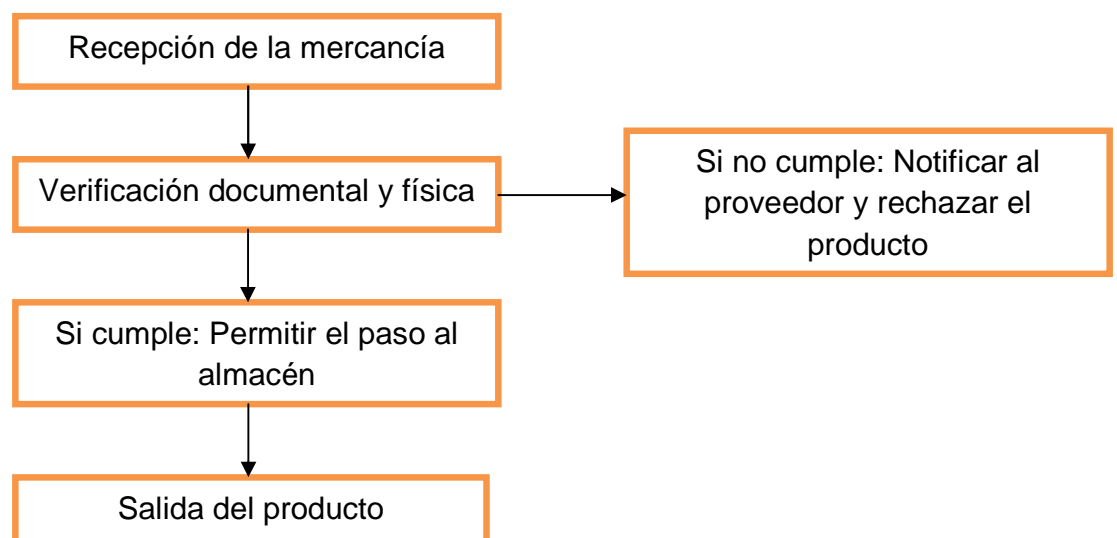 Recepción de la mercancía
Verificación documental y física
Si no cumple: Notificar al
proveedor y rechazar el
producto
Si cumple: Permitir el paso al
almacén
Salida del producto